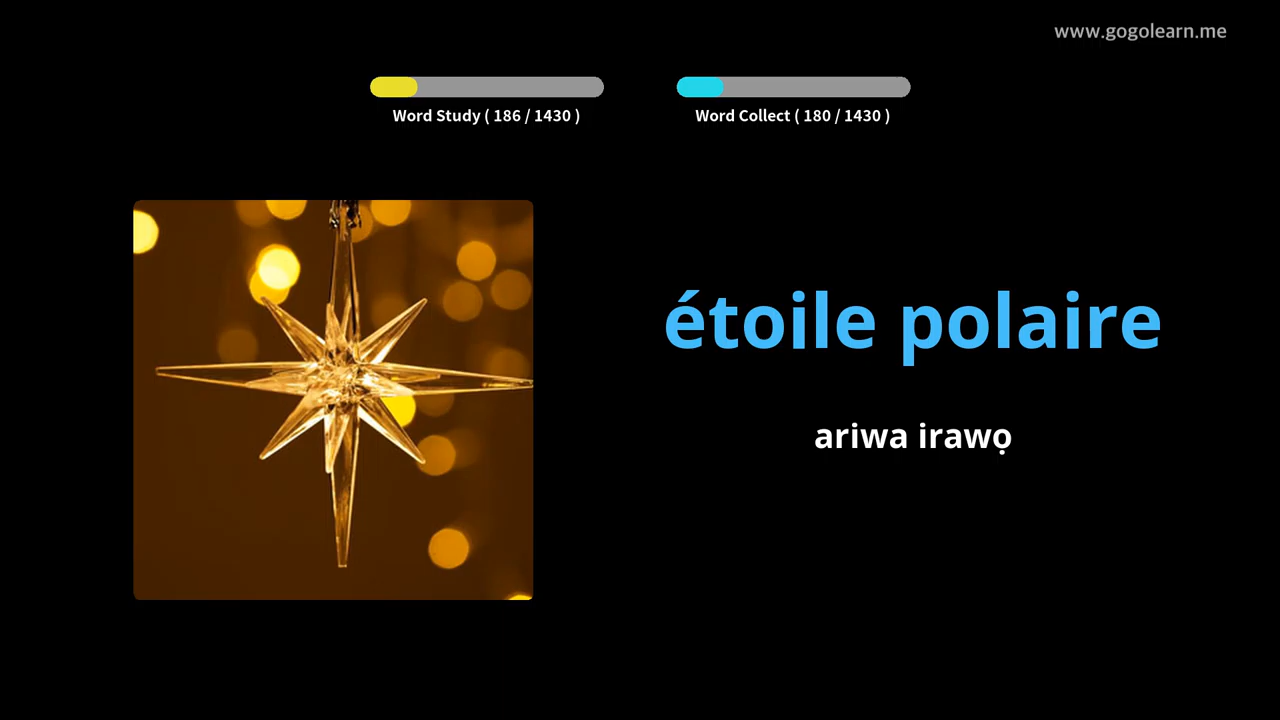 www.gogolearn.me
Word Study ( 186 / 1430 )
Word Collect ( 180 / 1430 )
étoile polaire
ariwa irawọ